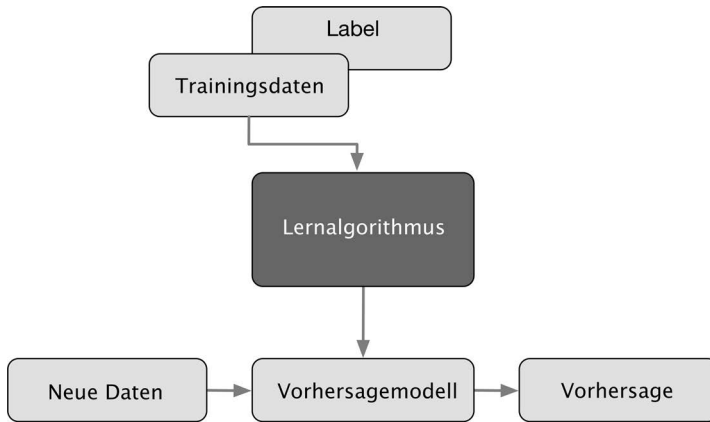 Label
Trainingsdaten
Lernalgorithmus
Neue Daten
Vorhersagemodell
Vorhersage